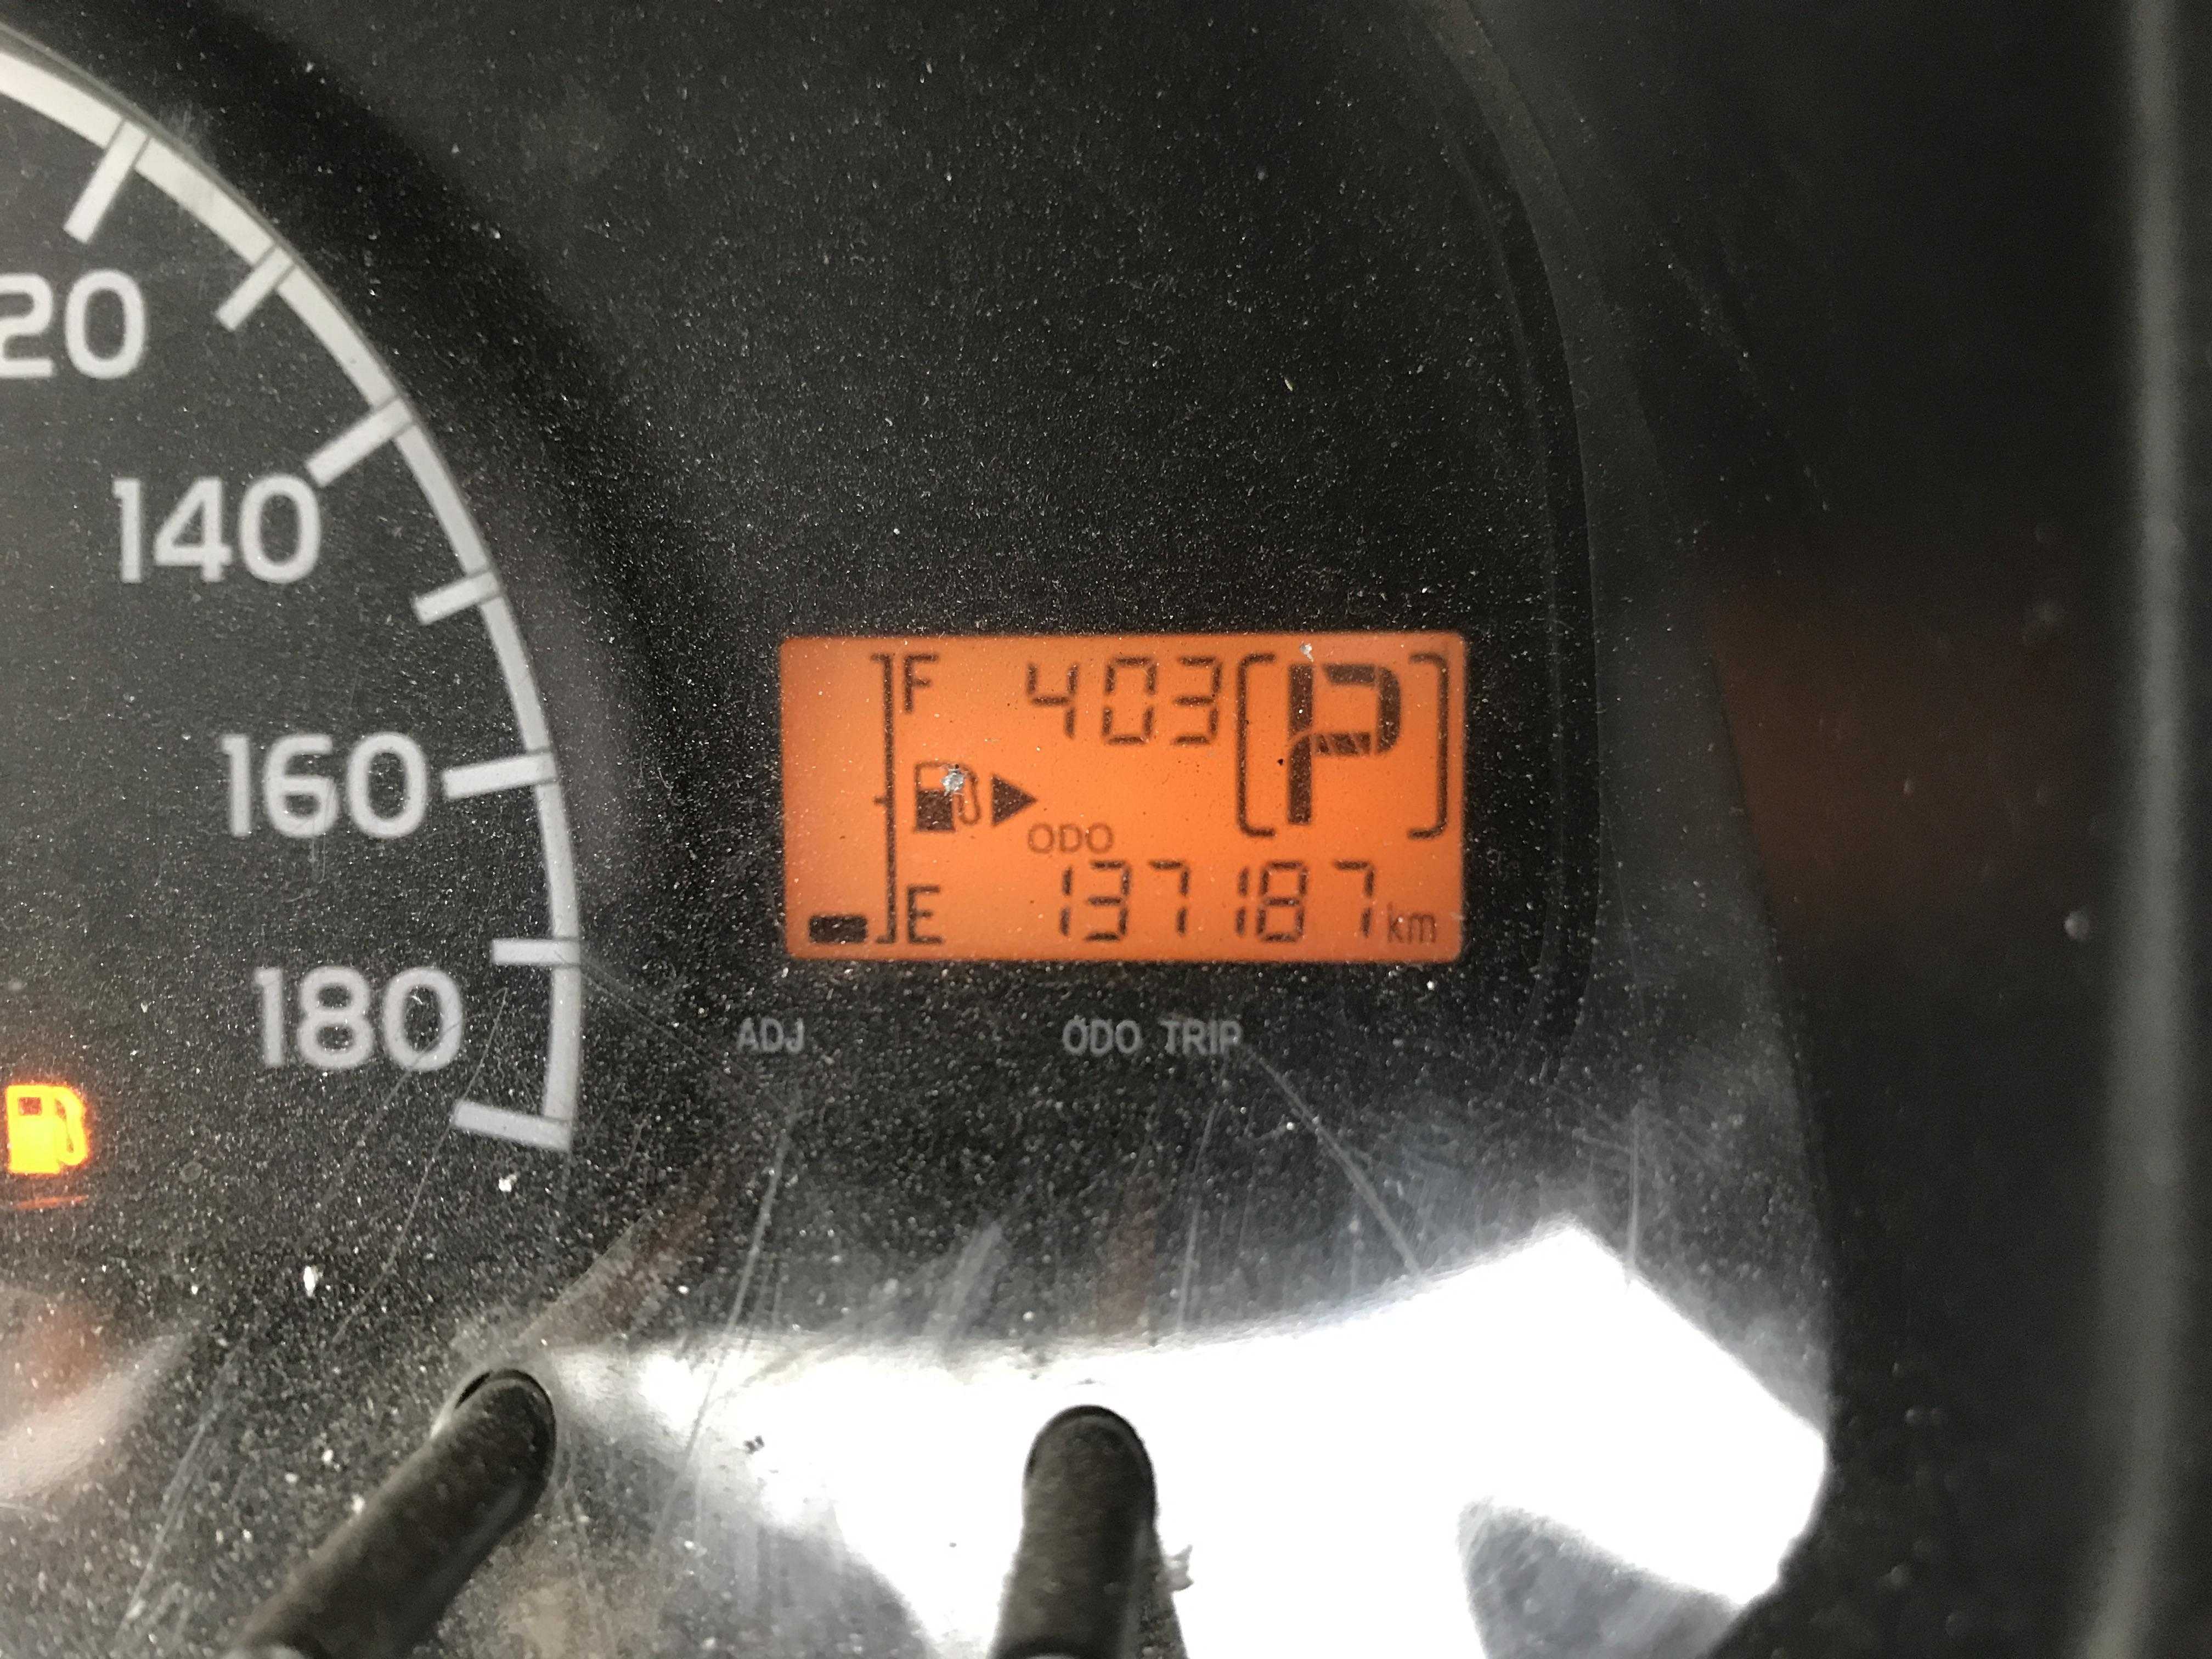 20
140
160
180
F 403 P
ODO
E 137187 km
ADJ ODO TRIP